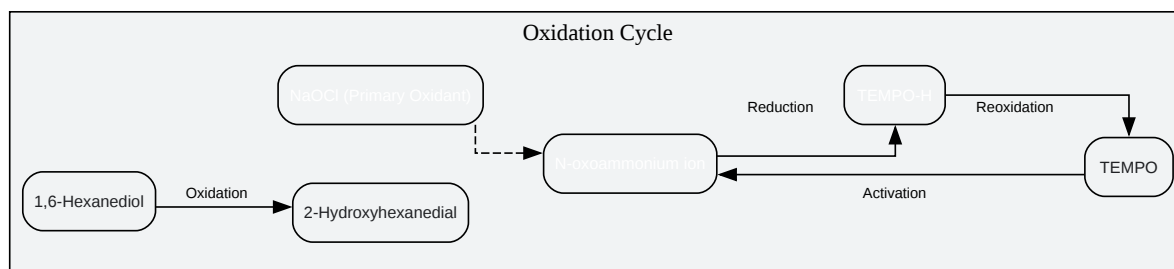 Oxidation Cycle
NaOCl (Primary Oxidant)
TEMPO-H
Reduction
Reoxidation
N-oxoammonium ion
TEMPO
1,6-Hexanediol
Oxidation
2-Hydroxyhexanedial
Activation